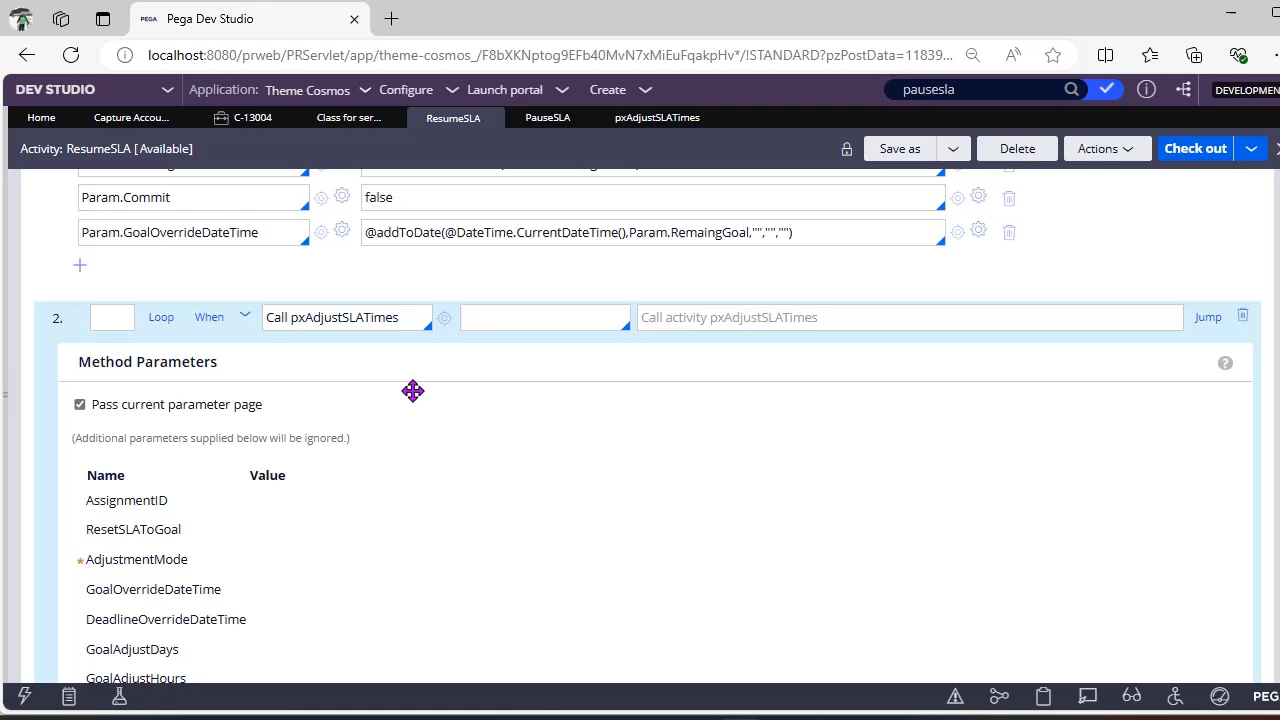 PEGA Pega Dev Studio
localhost:8080/prweb/PRServlet/app/theme-cosmos_/F8bXKNptog9EFb40MvN7xMiEuFqakpHv*/!STANDARD?pzPostData=11839...
DEV STUDIO Application: Theme Cosmos Configure Launch portal Create pausesla DEVELOPMEN
Home Capture Accou... C-13004 Class for ser... ResumeSLA PauseSLA pxAdjustSLATimes
Activity: ResumeSLA [Available] Save as Delete Actions Check out
Param.Commit false
Param.GoalOverrideDateTime @addToDate(@DateTime.CurrentDateTime(),Param.RemaingGoal,"","","")
2. Loop When Call pxAdjustSLATimes Call activity pxAdjustSLATimes Jump
Method Parameters
Pass current parameter page
(Additional parameters supplied below will be ignored.)
Name Value
AssignmentID
ResetSLAToGoal
*AdjustmentMode
GoalOverrideDateTime
DeadlineOverrideDateTime
GoalAdjustDays
GoalAdjustHours
PEG